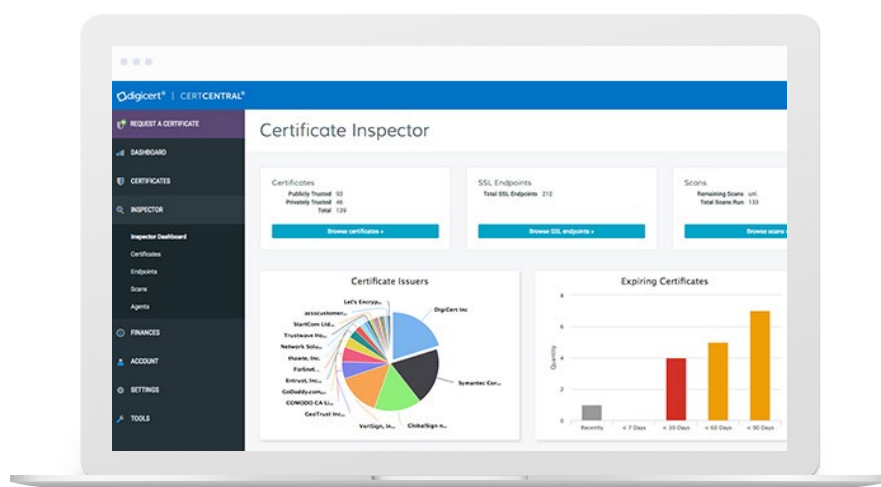 digicert® | CERTCENTRAL®
REQUEST A CERTIFICATE
DASHBOARD
CERTIFICATES
INSPECTOR
Inspector Dashboard
Certificates
Endpoints
Scans
Agents
FINANCES
ACCOUNT
SETTINGS
TOOLS
Certificate Inspector
Certificates
Publicly Trusted 93
Privately Trusted 46
Total 139
Browse certificates »
SSL Endpoints
Total SSL Endpoints 212
Browse SSL endpoints »
Scans
Remaining Scans unl.
Total Scans Run 133
Browse scans
Certificate Issuers
Let's Encryp...
acsscustomer...
StartCom Ltd...
Trustwave Ho...
Network Solu...
thawte, Inc.
Fortinet...
Entrust, Inc...
GoDaddy.com,...
COMODO CA Li...
GeoTrust Inc...
VeriSign, In...
GlobalSign n...
Symantec Cor...
DigiCert Inc
Expiring Certificates
Quantity
8
6
4
2
0
Recently
< 7 Days
< 30 Days
< 60 Days
< 90 Days